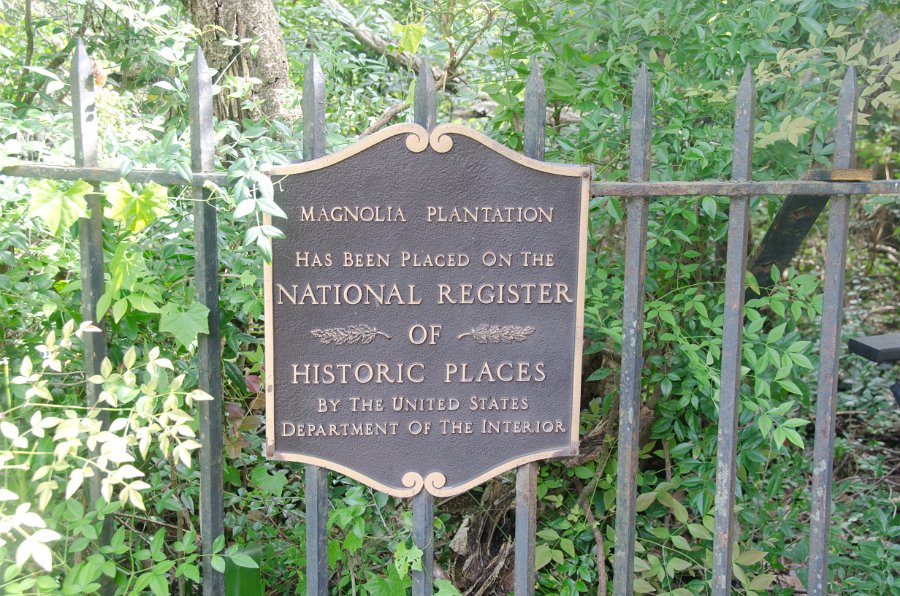 MAGNOLIA PLANTATION
HAS BEEN PLACED ON THE
NATIONAL REGISTER
OF
HISTORIC PLACES
BY THE UNITED STATES
DEPARTMENT OF THE INTERIOR